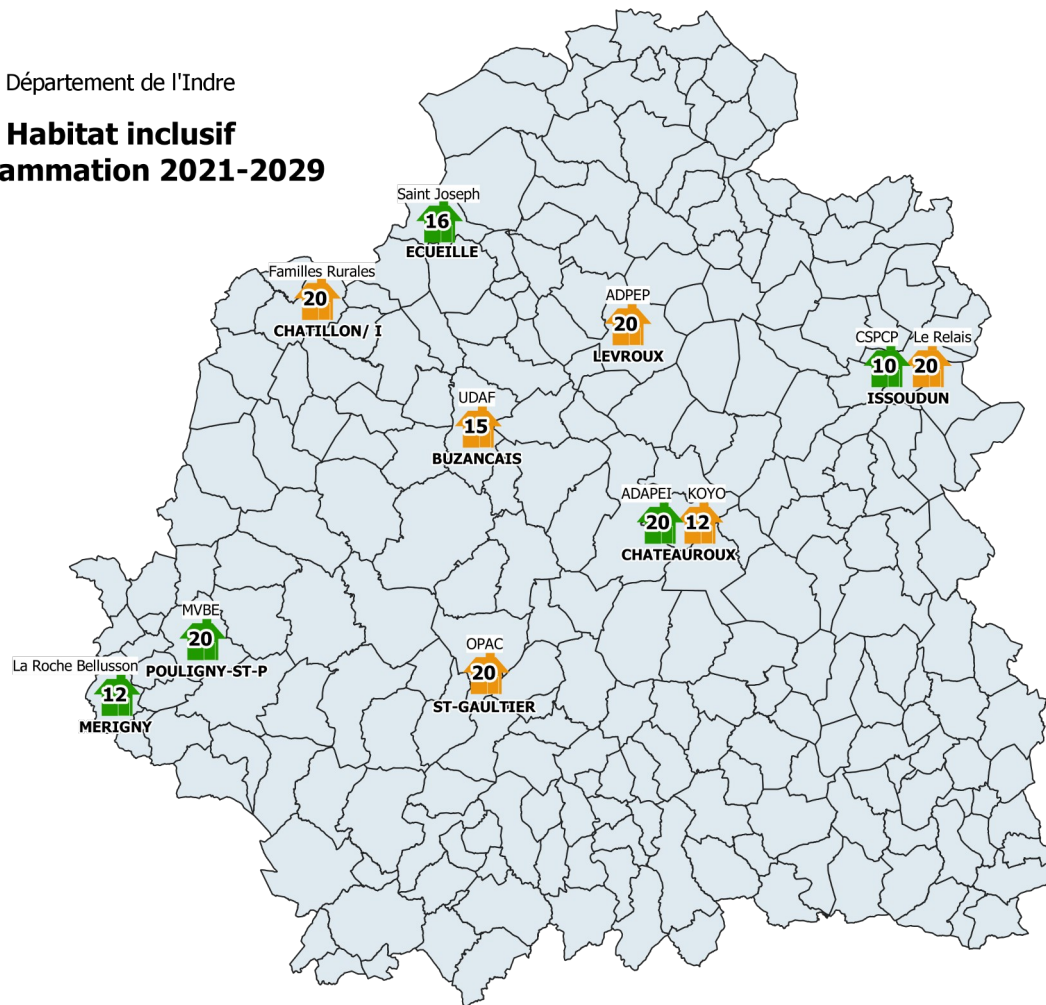 Département de l'Indre
Habitat inclusif
ammation 2021-2029
Saint Joseph
16
ECUEILLE
Familles Rurales
20
CHATILLON/ I
ADPEP
20
LEVROUX
CSPCP Le Relais
10 20
ISSOUDUN
UDAF
15
BUZANCAIS
ADAPEI KOYO
20 12
CHATEAUROUX
MVBE
20
POULIGNY-ST-P
La Roche Bellusson
12
MERIGNY
OPAC
20
ST-GAULTIER